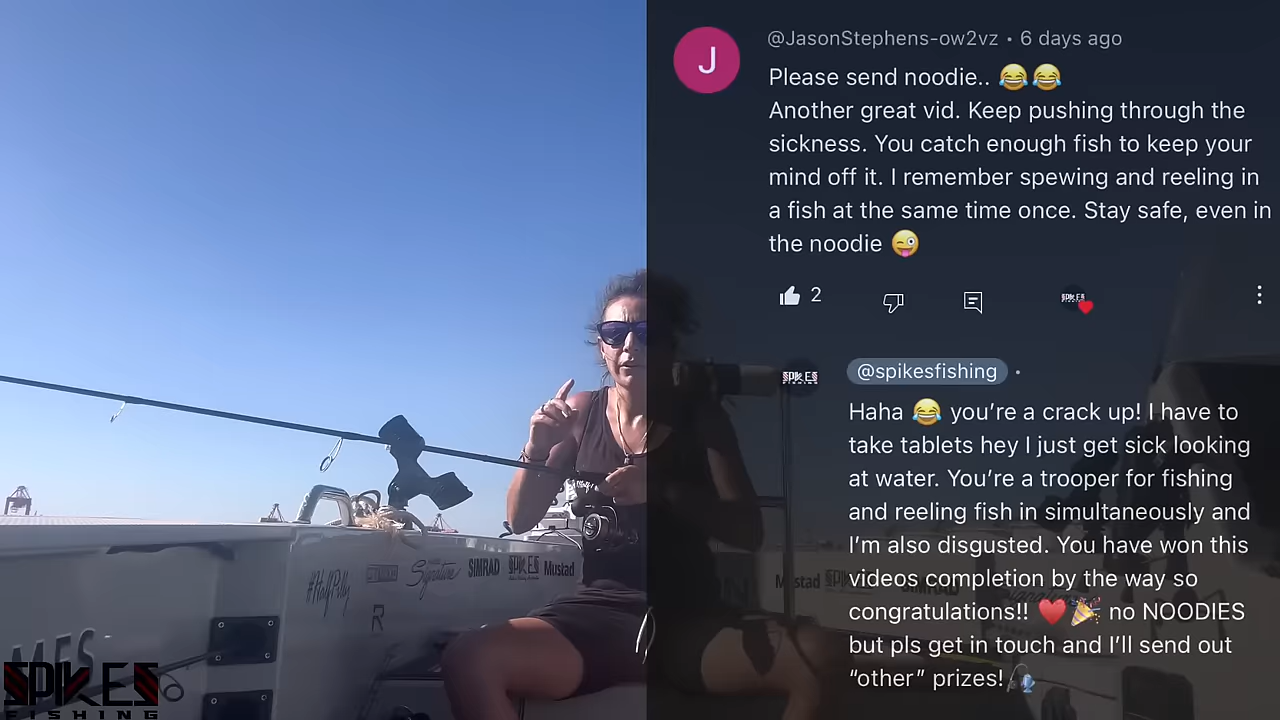 J
@JasonStephens-ow2vz • 6 days ago
Please send noodie.. 😂😂
Another great vid. Keep pushing through the
sickness. You catch enough fish to keep your
mind off it. I remember spewing and reeling in
a fish at the same time once. Stay safe, even in
the noodie 😜
2
SPIKES
@spikesfishing •
Haha 😂 you’re a crack up! I have to
take tablets hey I just get sick looking
at water. You’re a trooper for fishing
and reeling fish in simultaneously and
I’m also disgusted. You have won this
videos completion by the way so
congratulations!! ❤️🎉 no NOODIES
but pls get in touch and I’ll send out
“other” prizes! 🎣
Signature SIMRAD SPIKES Mustad
Mustad SPIKES SIMRAD
SPIKES
FISHING